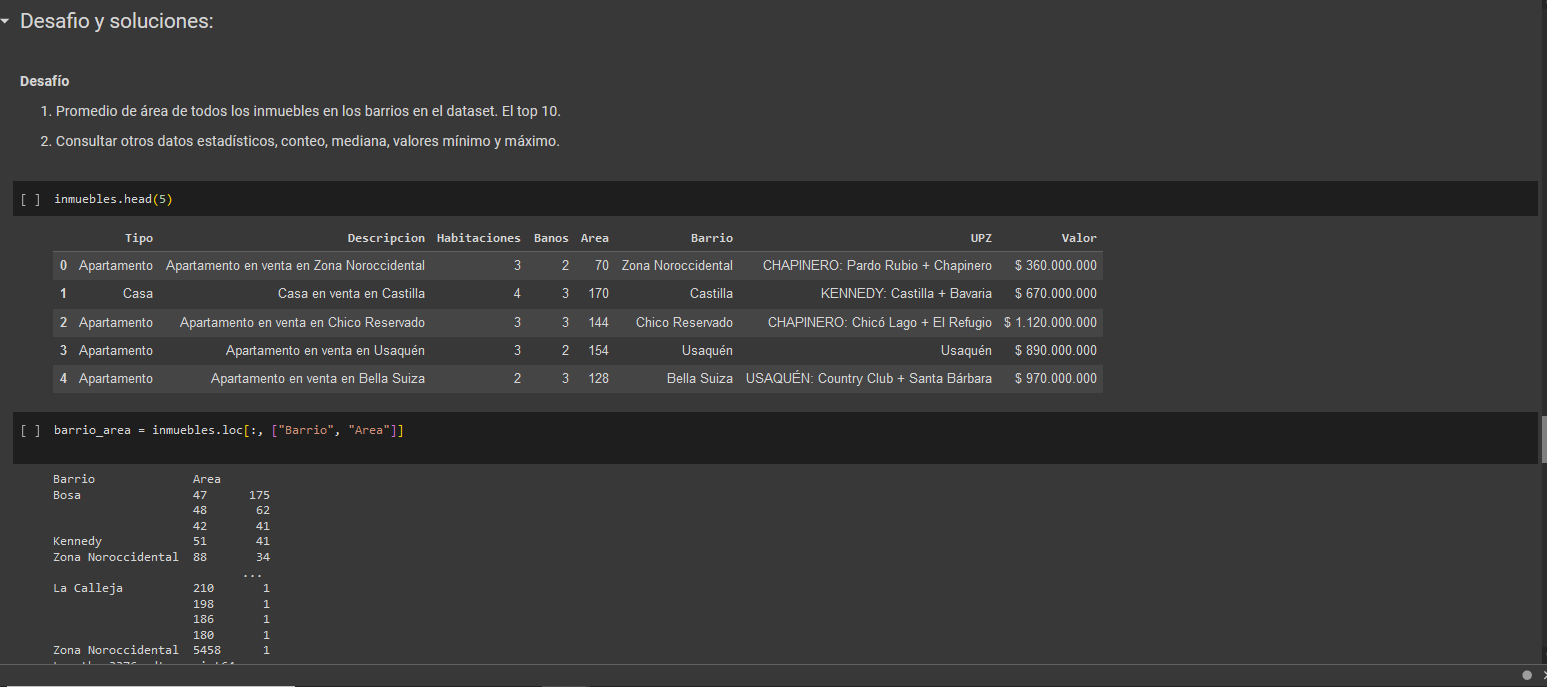 Desafio y soluciones:
Desafío
1. Promedio de área de todos los inmuebles en los barrios en el dataset. El top 10.
2. Consultar otros datos estadísticos, conteo, mediana, valores mínimo y máximo.
[ ] inmuebles.head(5)
Tipo Descripcion Habitaciones Banos Area Barrio UPZ Valor
0 Apartamento Apartamento en venta en Zona Noroccidental 3 2 70 Zona Noroccidental CHAPINERO: Pardo Rubio + Chapinero $ 360.000.000
1 Casa Casa en venta en Castilla 4 3 170 Castilla KENNEDY: Castilla + Bavaria $ 670.000.000
2 Apartamento Apartamento en venta en Chico Reservado 3 3 144 Chico Reservado CHAPINERO: Chicó Lago + El Refugio $ 1.120.000.000
3 Apartamento Apartamento en venta en Usaquén 3 2 154 Usaquén Usaquén $ 890.000.000
4 Apartamento Apartamento en venta en Bella Suiza 2 3 128 Bella Suiza USAQUÉN: Country Club + Santa Bárbara $ 970.000.000
[ ] barrio_area = inmuebles.loc[:, ["Barrio", "Area"]]
Barrio Area
Bosa 47 175
48 62
42 41
Kennedy 51 41
Zona Noroccidental 88 34
...
La Calleja 210 1
198 1
186 1
180 1
Zona Noroccidental 5458 1